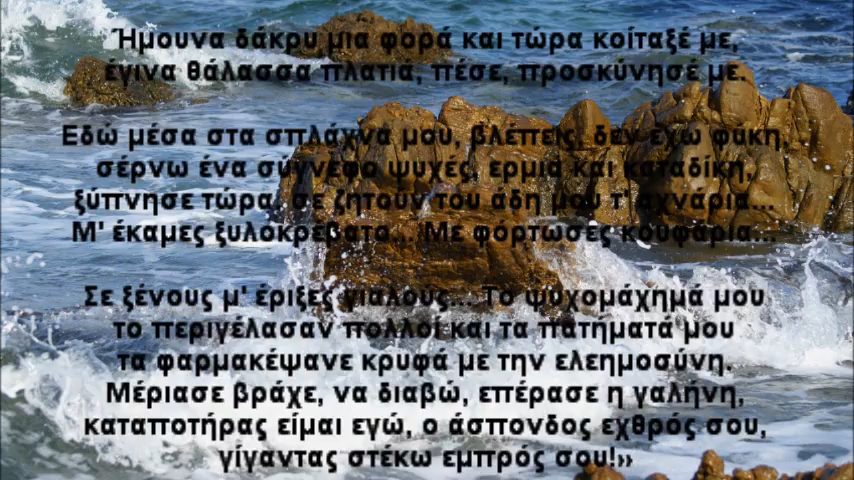 Ήμουνα δάκρυ μια φορά και τώρα κοίταξέ με,
έγινα θάλασσα πλατιά, πέσε, προσκύνησέ με.
Εδώ μέσα στα σπλάχνα μου, βλέπεις, δεν έχω φύκη,
σέρνω ένα σύγνεφο ψυχές, ερμιά και καταδίκη,
ξύπνησε τώρα, σε ζητούν του άδη μου τ' αχνάρια...
Μ' έκαμες ξυλοκρέβατο... Με φόρτωσες κουφάρια...
Σε ξένους μ' έριξες γιαλούς... Το ψυχομάχημά μου
το περιγέλασαν πολλοί και τα πατήματά μου
τα φαρμακέψανε κρυφά με την ελεημοσύνη.
Μέριασε βράχε, να διαβώ, επέρασε η γαλήνη,
καταποτήρας είμαι εγώ, ο άσπονδος εχθρός σου,
γίγαντας στέκω εμπρός σου!»